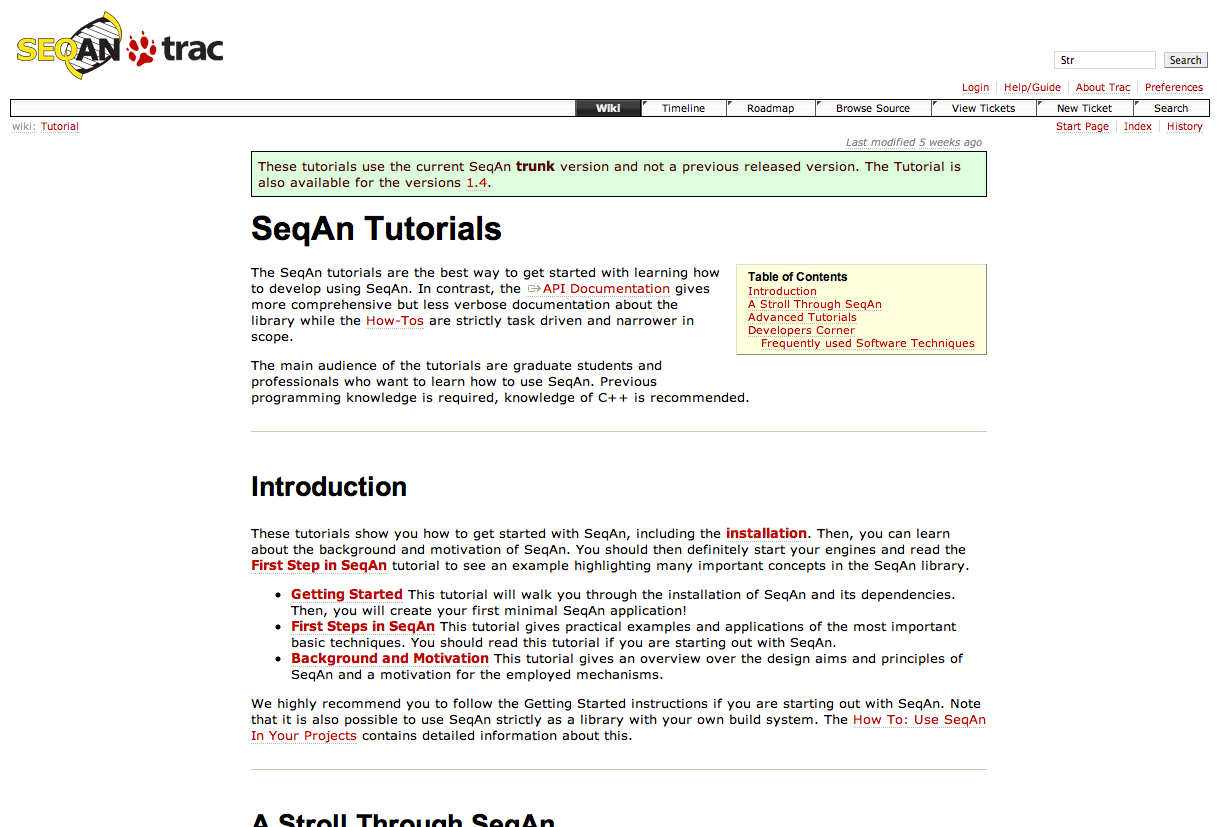 SEQAN trac
Str
Search
Login Help/Guide About Trac Preferences
Wiki Timeline Roadmap Browse Source View Tickets New Ticket Search
wiki: Tutorial
Start Page Index History
Last modified 5 weeks ago
These tutorials use the current SeqAn trunk version and not a previous released version. The Tutorial is
also available for the versions 1.4.
SeqAn Tutorials
The SeqAn tutorials are the best way to get started with learning how
to develop using SeqAn. In contrast, the API Documentation gives
more comprehensive but less verbose documentation about the
library while the How-Tos are strictly task driven and narrower in
scope.
Table of Contents
Introduction
A Stroll Through SeqAn
Advanced Tutorials
Developers Corner
Frequently used Software Techniques
The main audience of the tutorials are graduate students and
professionals who want to learn how to use SeqAn. Previous
programming knowledge is required, knowledge of C++ is recommended.
Introduction
These tutorials show you how to get started with SeqAn, including the installation. Then, you can learn
about the background and motivation of SeqAn. You should then definitely start your engines and read the
First Step in SeqAn tutorial to see an example highlighting many important concepts in the SeqAn library.
• Getting Started This tutorial will walk you through the installation of SeqAn and its dependencies.
Then, you will create your first minimal SeqAn application!
• First Steps in SeqAn This tutorial gives practical examples and applications of the most important
basic techniques. You should read this tutorial if you are starting out with SeqAn.
• Background and Motivation This tutorial gives an overview over the design aims and principles of
SeqAn and a motivation for the employed mechanisms.
We highly recommend you to follow the Getting Started instructions if you are starting out with SeqAn. Note
that it is also possible to use SeqAn strictly as a library with your own build system. The How To: Use SeqAn
In Your Projects contains detailed information about this.
A Stroll Through SeqAn